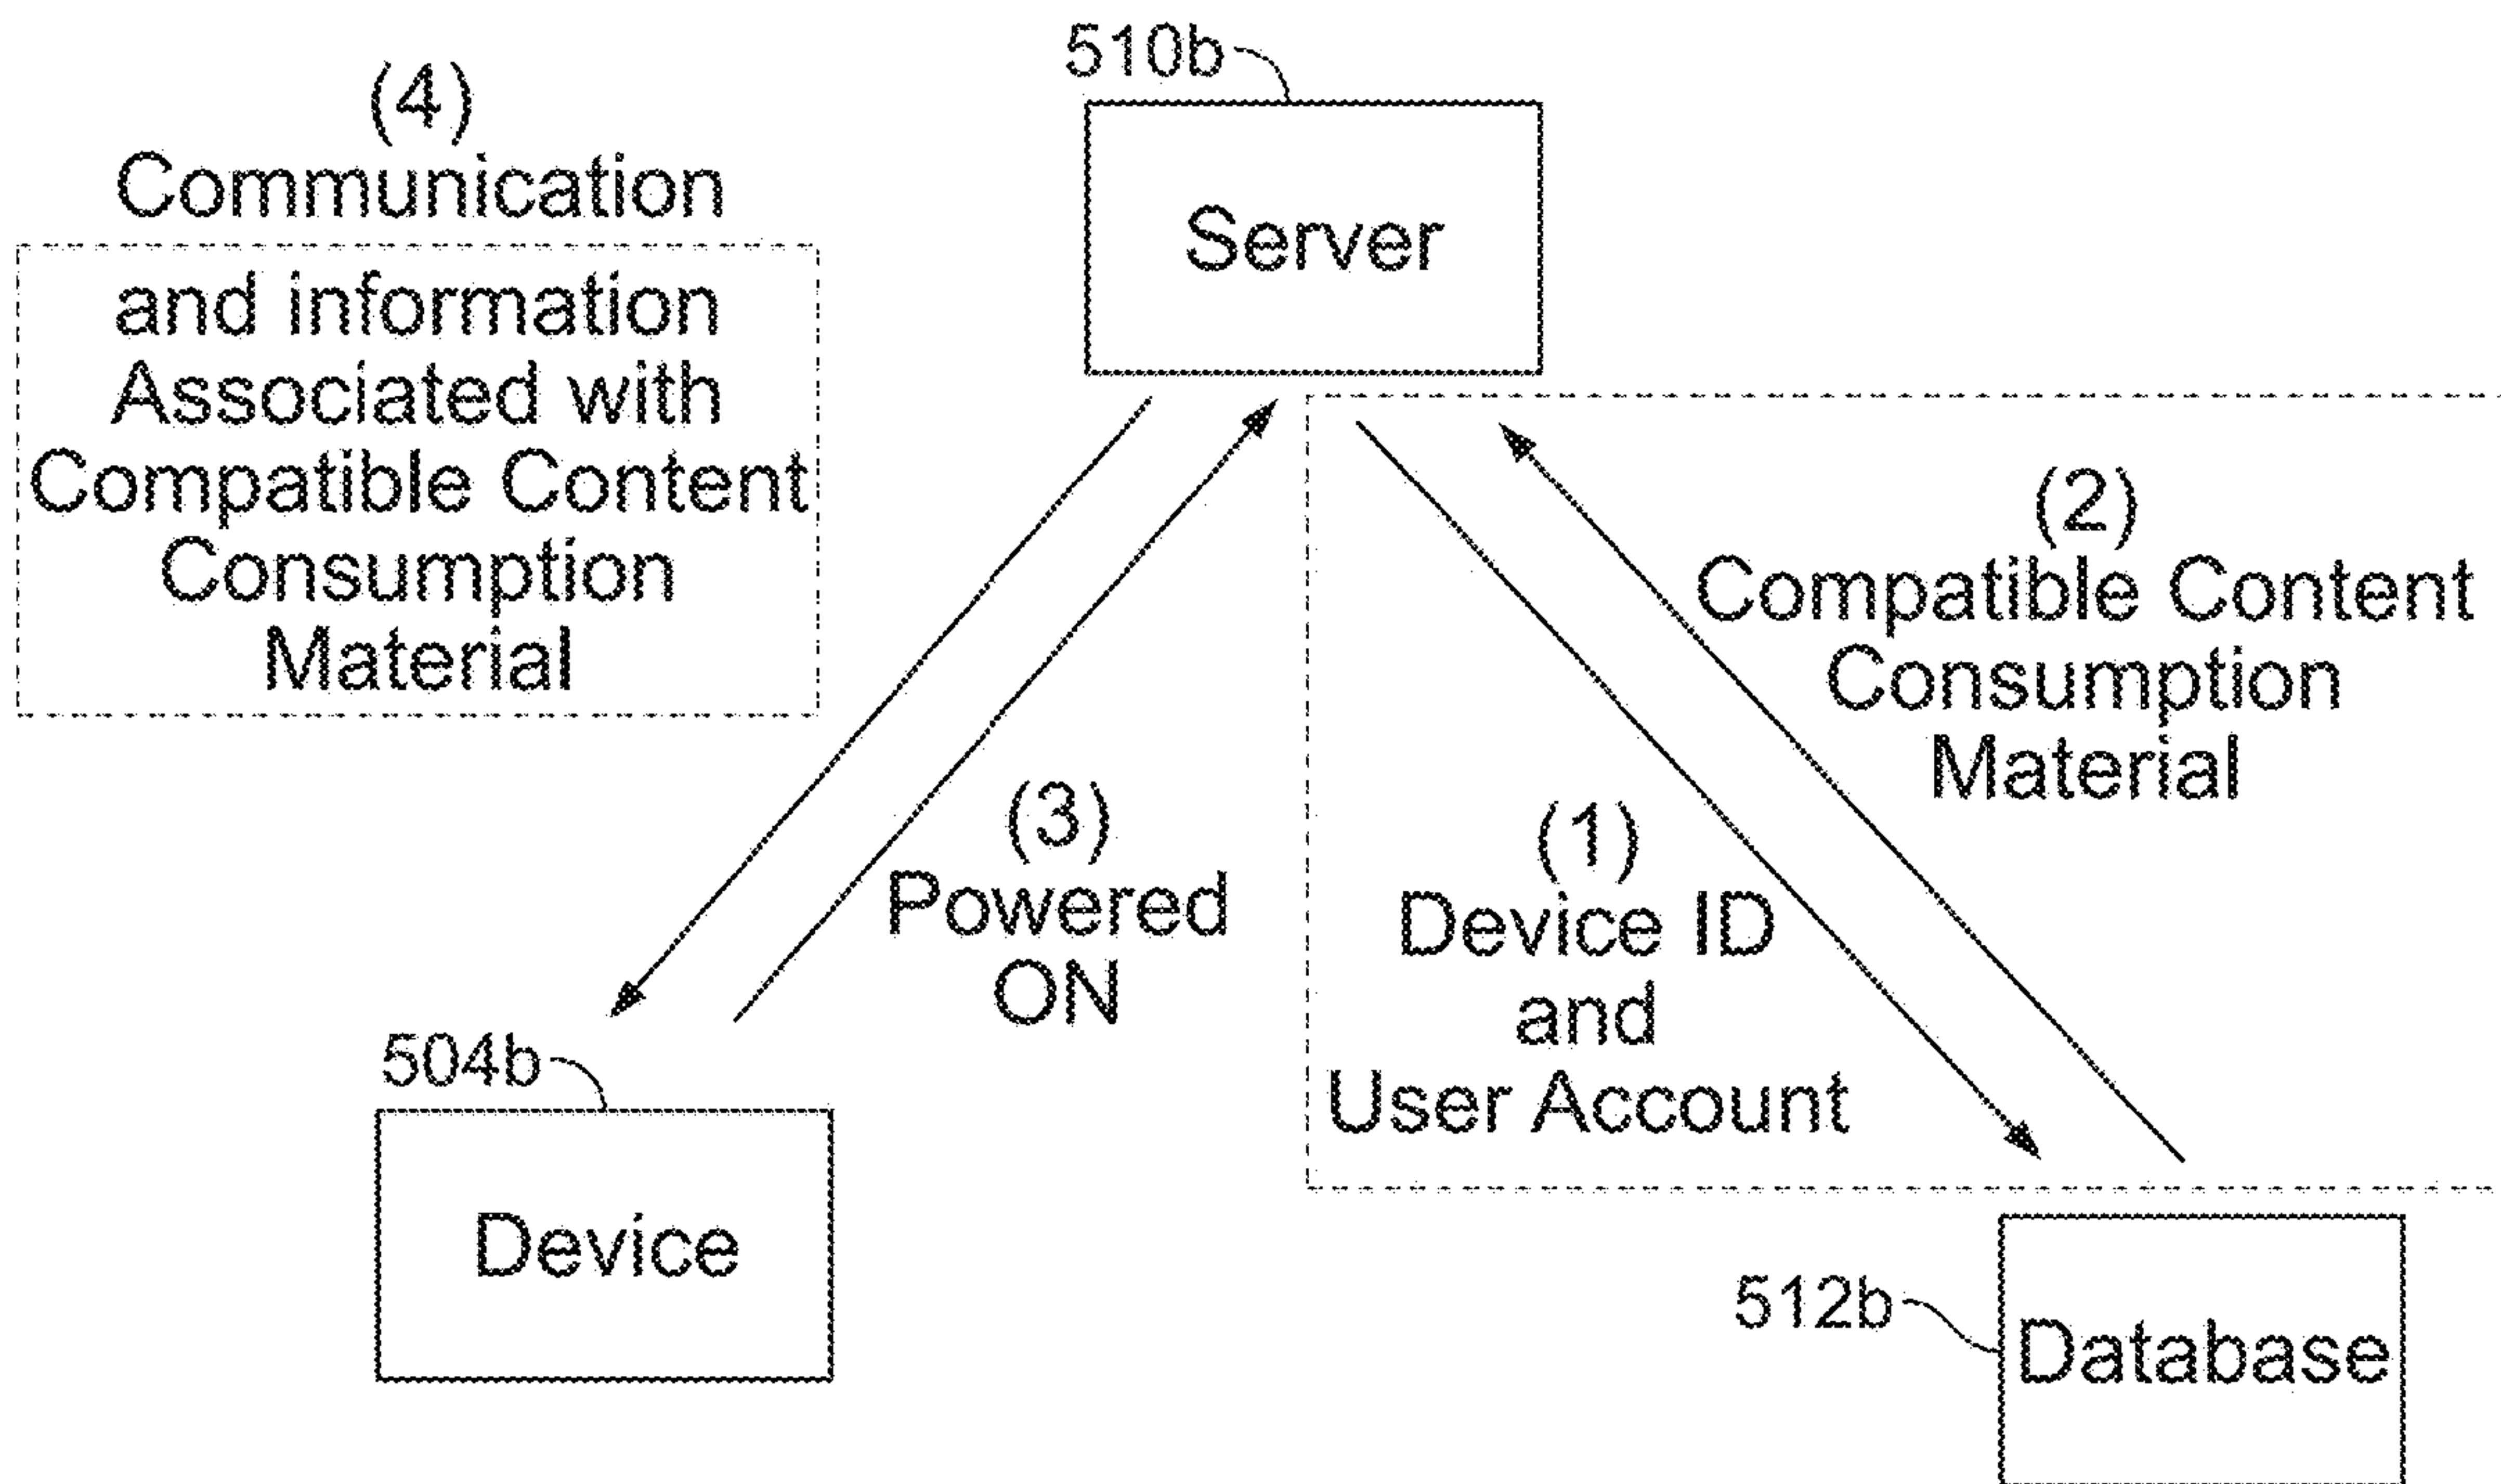 510b
Server
(4)
Communication
and information
Associated with
Compatible Content
Consumption
Material
(2)
Compatible Content
Consumption
Material
(3)
Powered
ON
(1)
Device ID
and
User Account
504b
Device
512b
Database